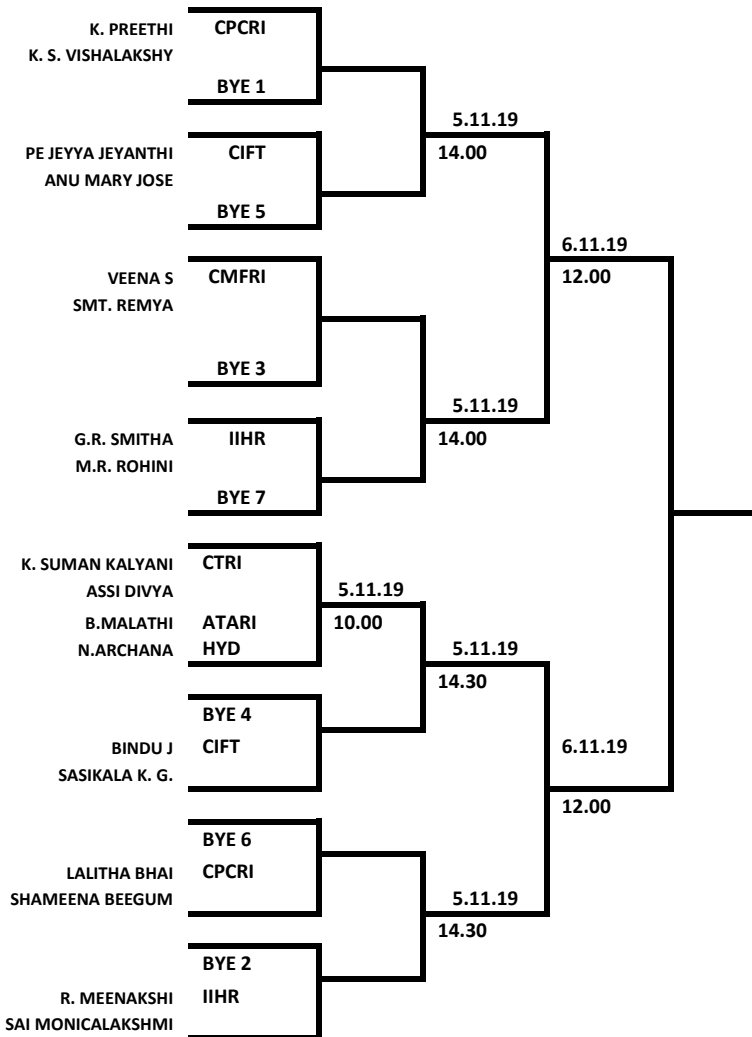 K. PREETHI CPCRI
K. S. VISHALAKSHY
BYE 1
5.11.19
PE JEYYA JEYANTHI CIFT 14.00
ANU MARY JOSE
BYE 5
6.11.19
VEENA S CMFRI 12.00
SMT. REMYA
BYE 3
5.11.19
G.R. SMITHA IIHR 14.00
M.R. ROHINI
BYE 7
K. SUMAN KALYANI CTRI
ASSI DIVYA 5.11.19
B.MALATHI ATARI 10.00
N.ARCHANA HYD 5.11.19
14.30
BYE 4
BINDU J CIFT 6.11.19
SASIKALA K. G.
12.00
BYE 6
LALITHA BHAI CPCRI
SHAMEENA BEEGUM 5.11.19
14.30
BYE 2
R. MEENAKSHI IIHR
SAI MONICALAKSHMI